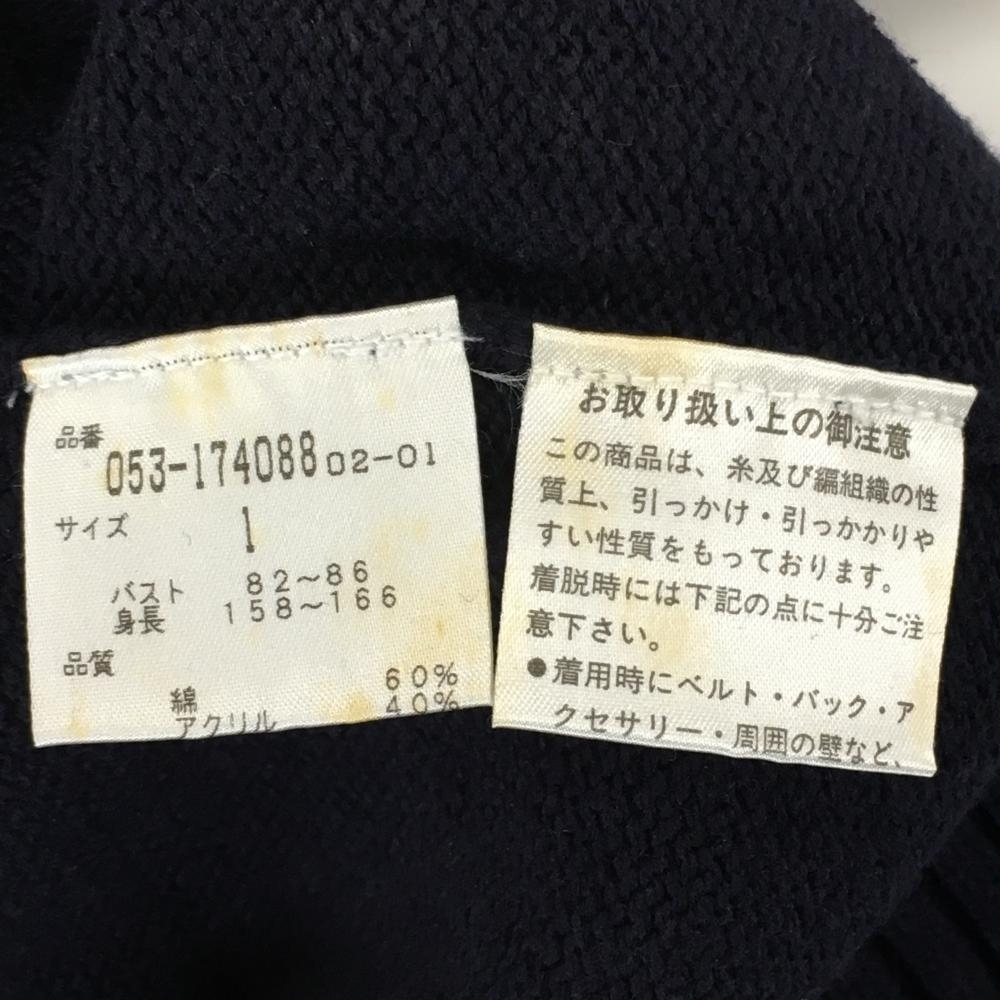 品番
053-174088 02-01
サイズ 1
バスト 82～86
身長 158～166
品質
綿 60%
アクリル 40%
お取り扱い上の御注意
この商品は、糸及び編組織の性
質上、引っかけ・引っかかりや
すい性質をもっております。
着脱時には下記の点に十分ご注
意下さい。
●着用時にベルト・バック・ア
クセサリー・周囲の壁など、